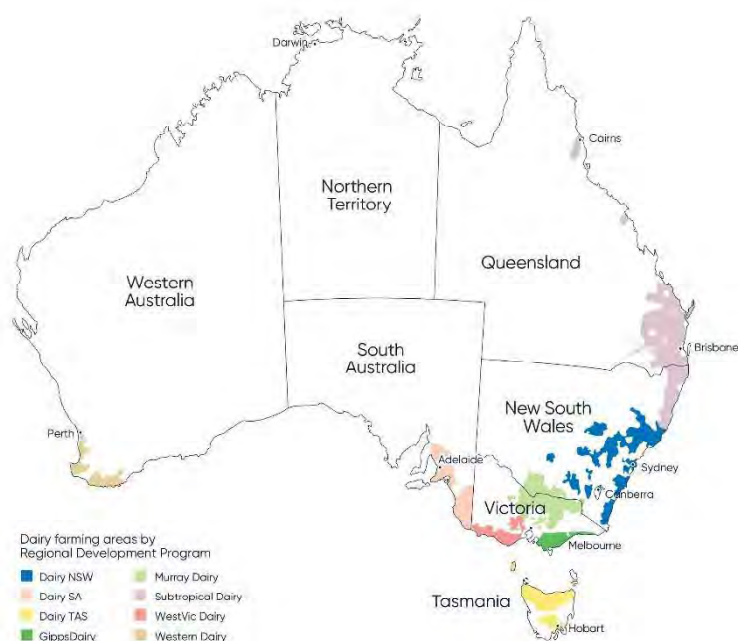 Darwin
Cairns
Northern
Territory
Queensland
Western
Australia
South
Australia
Brisbane
New South
Wales
Perth
Adelaide
Sydney
Canberra
Victoria
Melbourne
Tasmania
Hobart
Dairy farming areas by
Regional Development Program
Dairy NSW
Murray Dairy
Dairy SA
Subtropical Dairy
Dairy TAS
WestVic Dairy
GippsDairy
Western Dairy